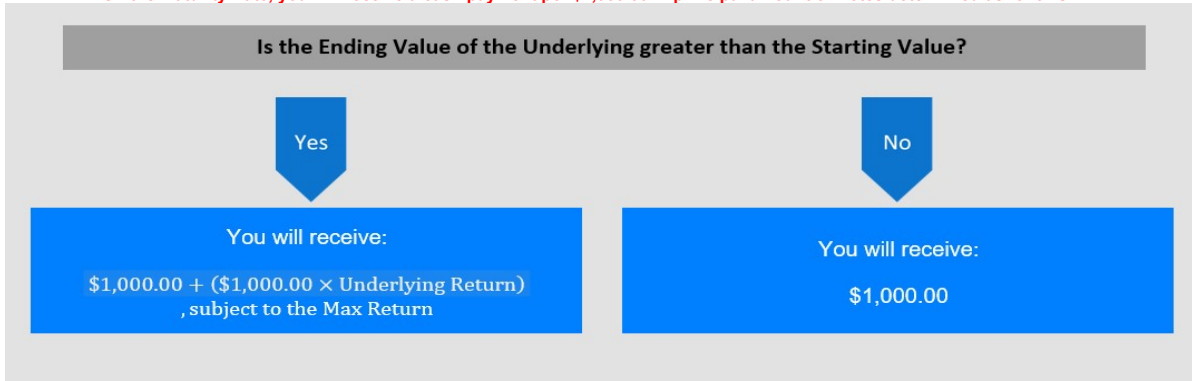 Is the Ending Value of the Underlying greater than the Starting Value?
Yes
No
You will receive:
$1,000.00 + ($1,000.00 × Underlying Return)
, subject to the Max Return
You will receive:
$1,000.00